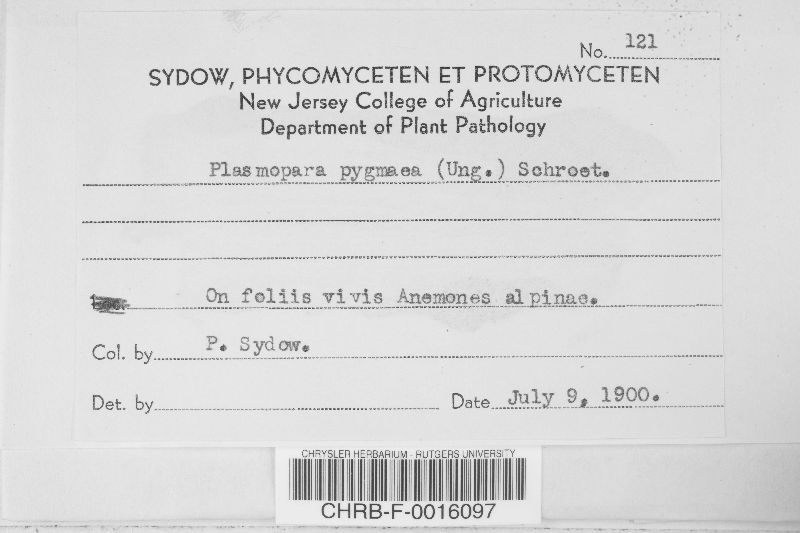 No. 121
SYDOW, PHYCOMYCETEN ET PROTOMYCETEN
New Jersey College of Agriculture
Department of Plant Pathology
Plasmopara pygmaea (Ung.) Schroet.
On foliis vivis Anemones alpinae.
Col. by P. Sydow.
Det. by Date July 9, 1900.
CHRYSLER HERBARIUM - RUTGERS UNIVERSITY
CHRB-F-0016097